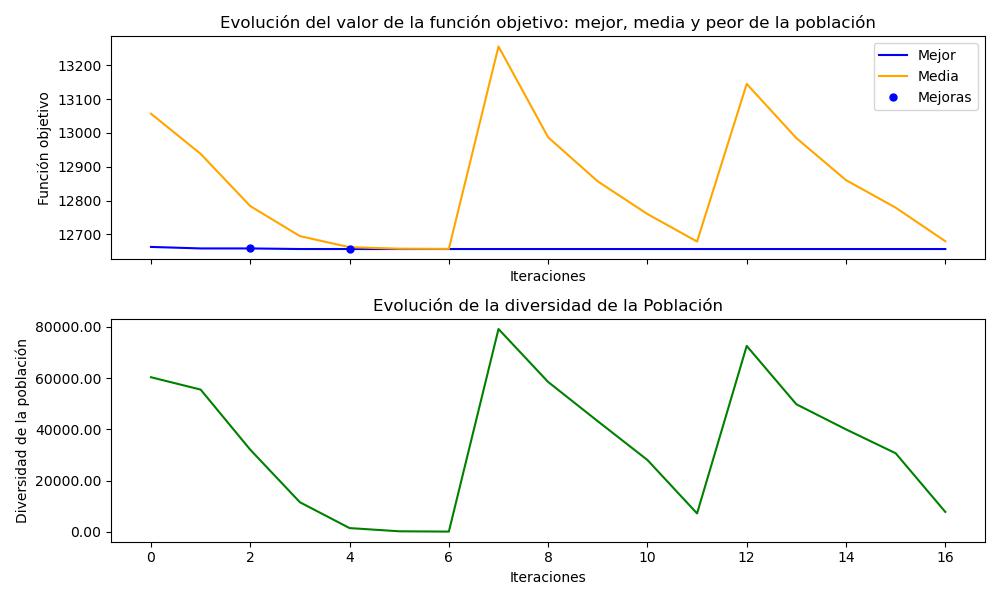 Evolución del valor de la función objetivo: mejor, media y peor de la población
Función objetivo
13200
13100
13000
12900
12800
12700
Mejor
Media
Mejoras
Iteraciones
Evolución de la diversidad de la Población
Diversidad de la población
80000.00
60000.00
40000.00
20000.00
0.00
0 2 4 6 8 10 12 14 16
Iteraciones